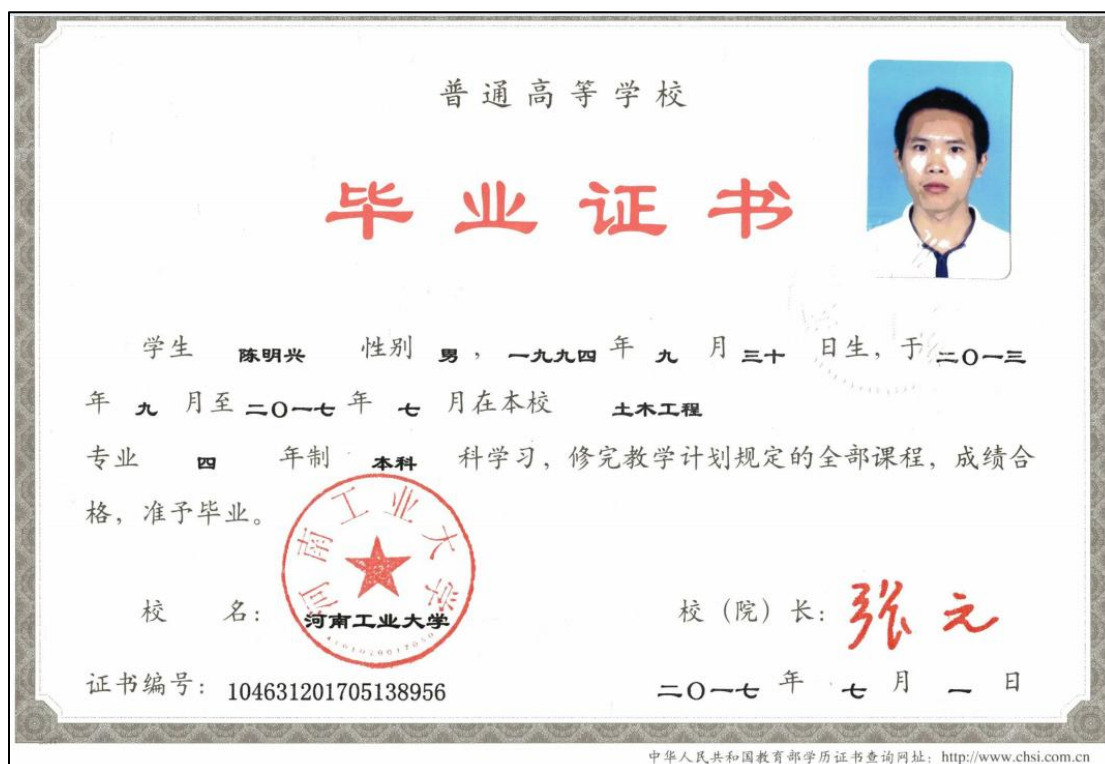 普通高等学校
毕业证书
学生 陈明兴 性别 男，一九九四 年 九 月 三十 日生，于 二〇一三
年 九 月至 二〇一七 年 七 月在本校 土木工程
专业 四 年制 本科 科学习，修完教学计划规定的全部课程，成绩合
格，准予毕业。
河南工业大学
校 名：河南工业大学 校（院）长：张元
证书编号：104631201705138956 二〇一七 年 七 月 一 日
中华人民共和国教育部学历证书查询网址：http://www.chsi.com.cn